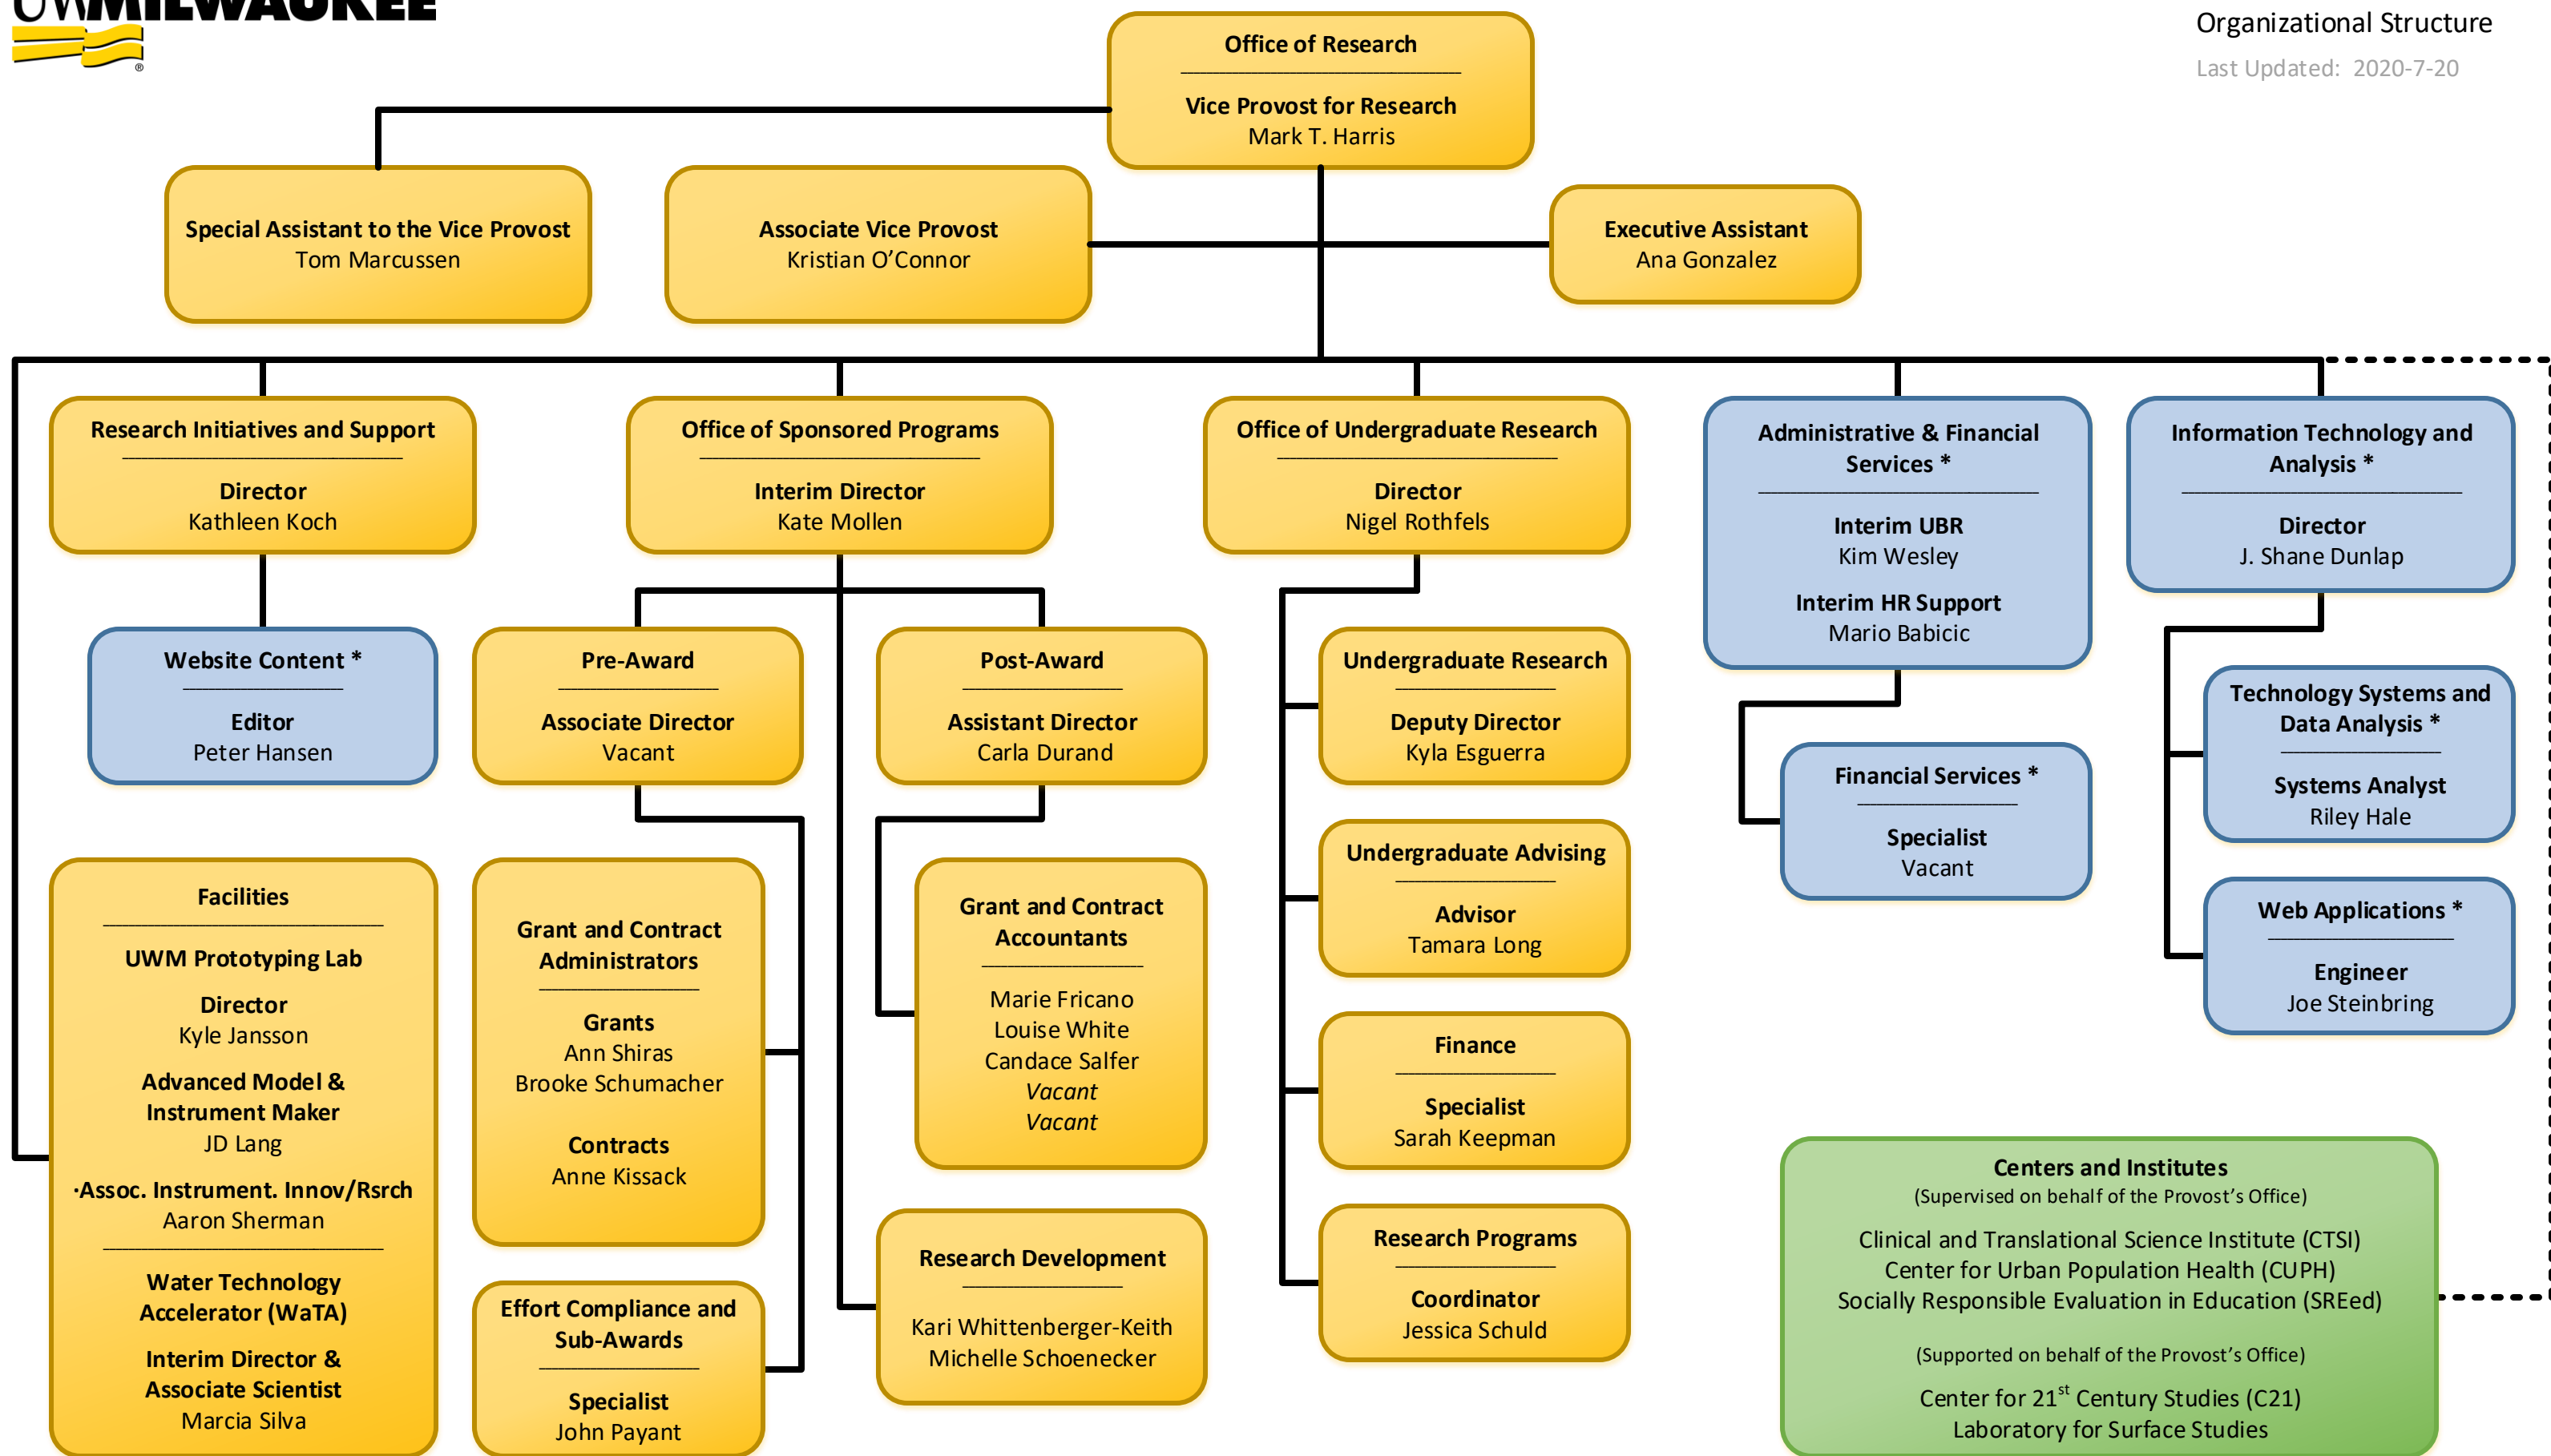 UWMILWAUKEE
®
Organizational Structure
Last Updated: 2020-7-20
Office of Research
Vice Provost for Research
Mark T. Harris
Special Assistant to the Vice Provost
Tom Marcussen
Associate Vice Provost
Kristian O’Connor
Executive Assistant
Ana Gonzalez
Research Initiatives and Support
Director
Kathleen Koch
Office of Sponsored Programs
Interim Director
Kate Mollen
Office of Undergraduate Research
Director
Nigel Rothfels
Administrative & Financial
Services *
Interim UBR
Kim Wesley
Interim HR Support
Mario Babicic
Information Technology and
Analysis *
Director
J. Shane Dunlap
Website Content *
Editor
Peter Hansen
Pre-Award
Associate Director
Vacant
Post-Award
Assistant Director
Carla Durand
Undergraduate Research
Deputy Director
Kyla Esguerra
Financial Services *
Specialist
Vacant
Technology Systems and
Data Analysis *
Systems Analyst
Riley Hale
Undergraduate Advising
Advisor
Tamara Long
Web Applications *
Engineer
Joe Steinbring
Facilities
UWM Prototyping Lab
Director
Kyle Jansson
Advanced Model &
Instrument Maker
JD Lang
·Assoc. Instrument. Innov/Rsrch
Aaron Sherman
Water Technology
Accelerator (WaTA)
Interim Director &
Associate Scientist
Marcia Silva
Grant and Contract
Administrators
Grants
Ann Shiras
Brooke Schumacher
Contracts
Anne Kissack
Effort Compliance and
Sub-Awards
Specialist
John Payant
Grant and Contract
Accountants
Marie Fricano
Louise White
Candace Salfer
Vacant
Vacant
Research Development
Kari Whittenberger-Keith
Michelle Schoenecker
Finance
Specialist
Sarah Keepman
Research Programs
Coordinator
Jessica Schuld
Centers and Institutes
(Supervised on behalf of the Provost’s Office)
Clinical and Translational Science Institute (CTSI)
Center for Urban Population Health (CUPH)
Socially Responsible Evaluation in Education (SREed)
(Supported on behalf of the Provost’s Office)
Center for 21st Century Studies (C21)
Laboratory for Surface Studies